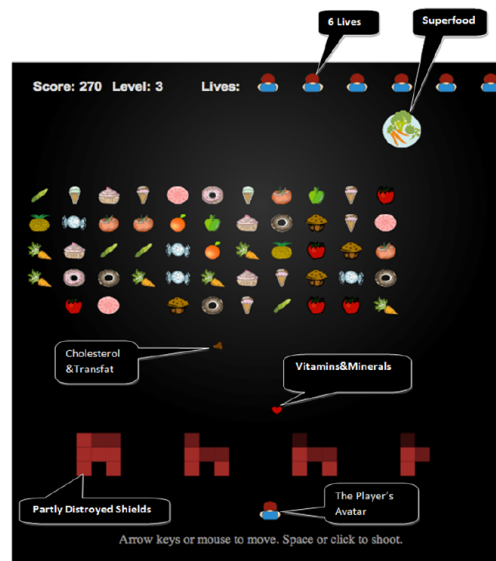 6 Lives
Superfood
Score: 270 Level: 3 Lives:
Cholesterol
&Transfat
Vitamins&Minerals
Partly Distroyed Shields
The Player's
Avatar
Arrow keys or mouse to move. Space or click to shoot.